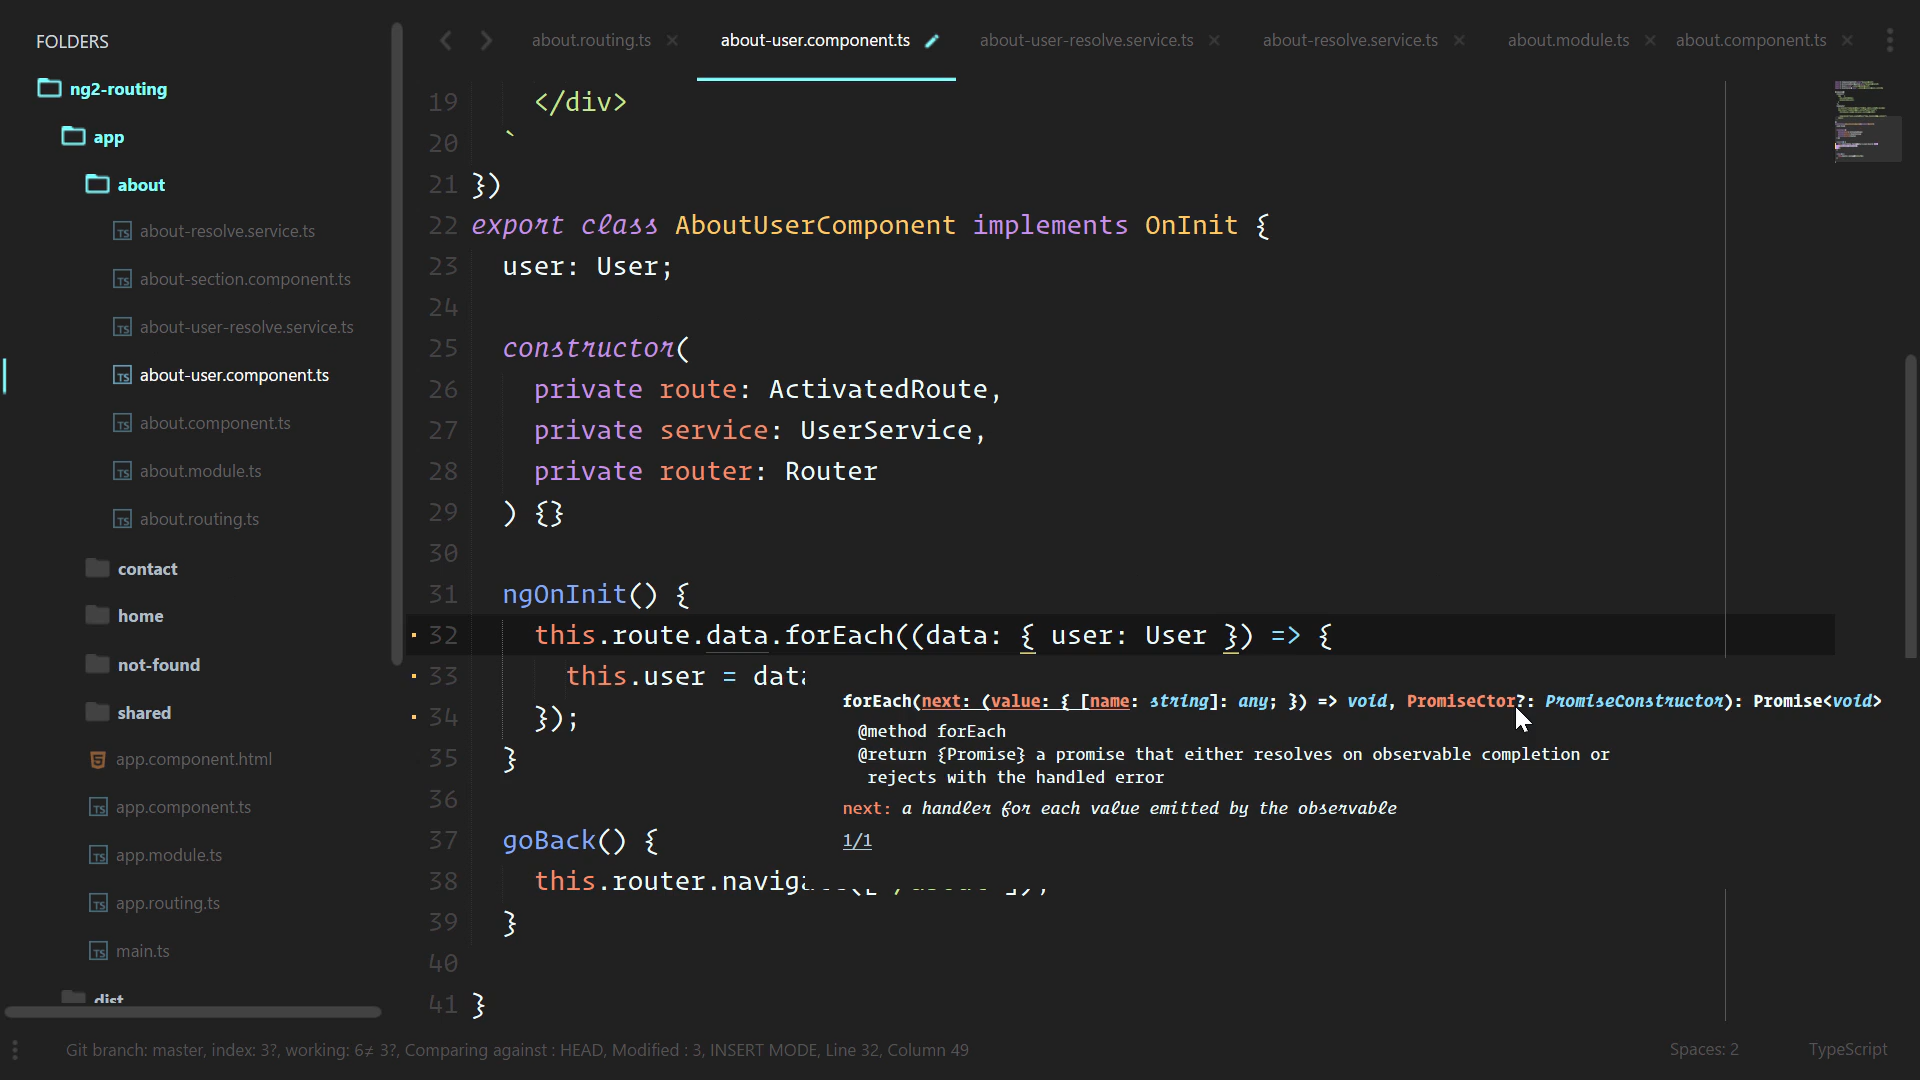 FOLDERS
ng2-routing
app
about
about-resolve.service.ts
about-section.component.ts
about-user-resolve.service.ts
about-user.component.ts
about.component.ts
about.module.ts
about.routing.ts
contact
home
not-found
shared
app.component.html
app.component.ts
app.module.ts
app.routing.ts
main.ts
dist
about.routing.ts × about-user.component.ts about-user-resolve.service.ts × about-resolve.service.ts × about.module.ts × about.component.ts ×
19 </div>
20 `
21 })
22 export class AboutUserComponent implements OnInit {
23 user: User;
24
25 constructor(
26 private route: ActivatedRoute,
27 private service: UserService,
28 private router: Router
29 ) {}
30
31 ngOnInit() {
32 this.route.data.forEach((data: { user: User }) => {
33 this.user = data
34 });
35 }
36
37 goBack() {
38 this.router.navig
39 }
40
41 }
forEach(next: (value: { [name: string]: any; }) => void, PromiseCtor?: PromiseConstructor): Promise<void>
@method forEach
@return {Promise} a promise that either resolves on observable completion or
rejects with the handled error
next: a handler for each value emitted by the observable
1/1
Git branch: master, index: 3?, working: 6≠ 3?, Comparing against : HEAD, Modified : 3, INSERT MODE, Line 32, Column 49
Spaces: 2
TypeScript